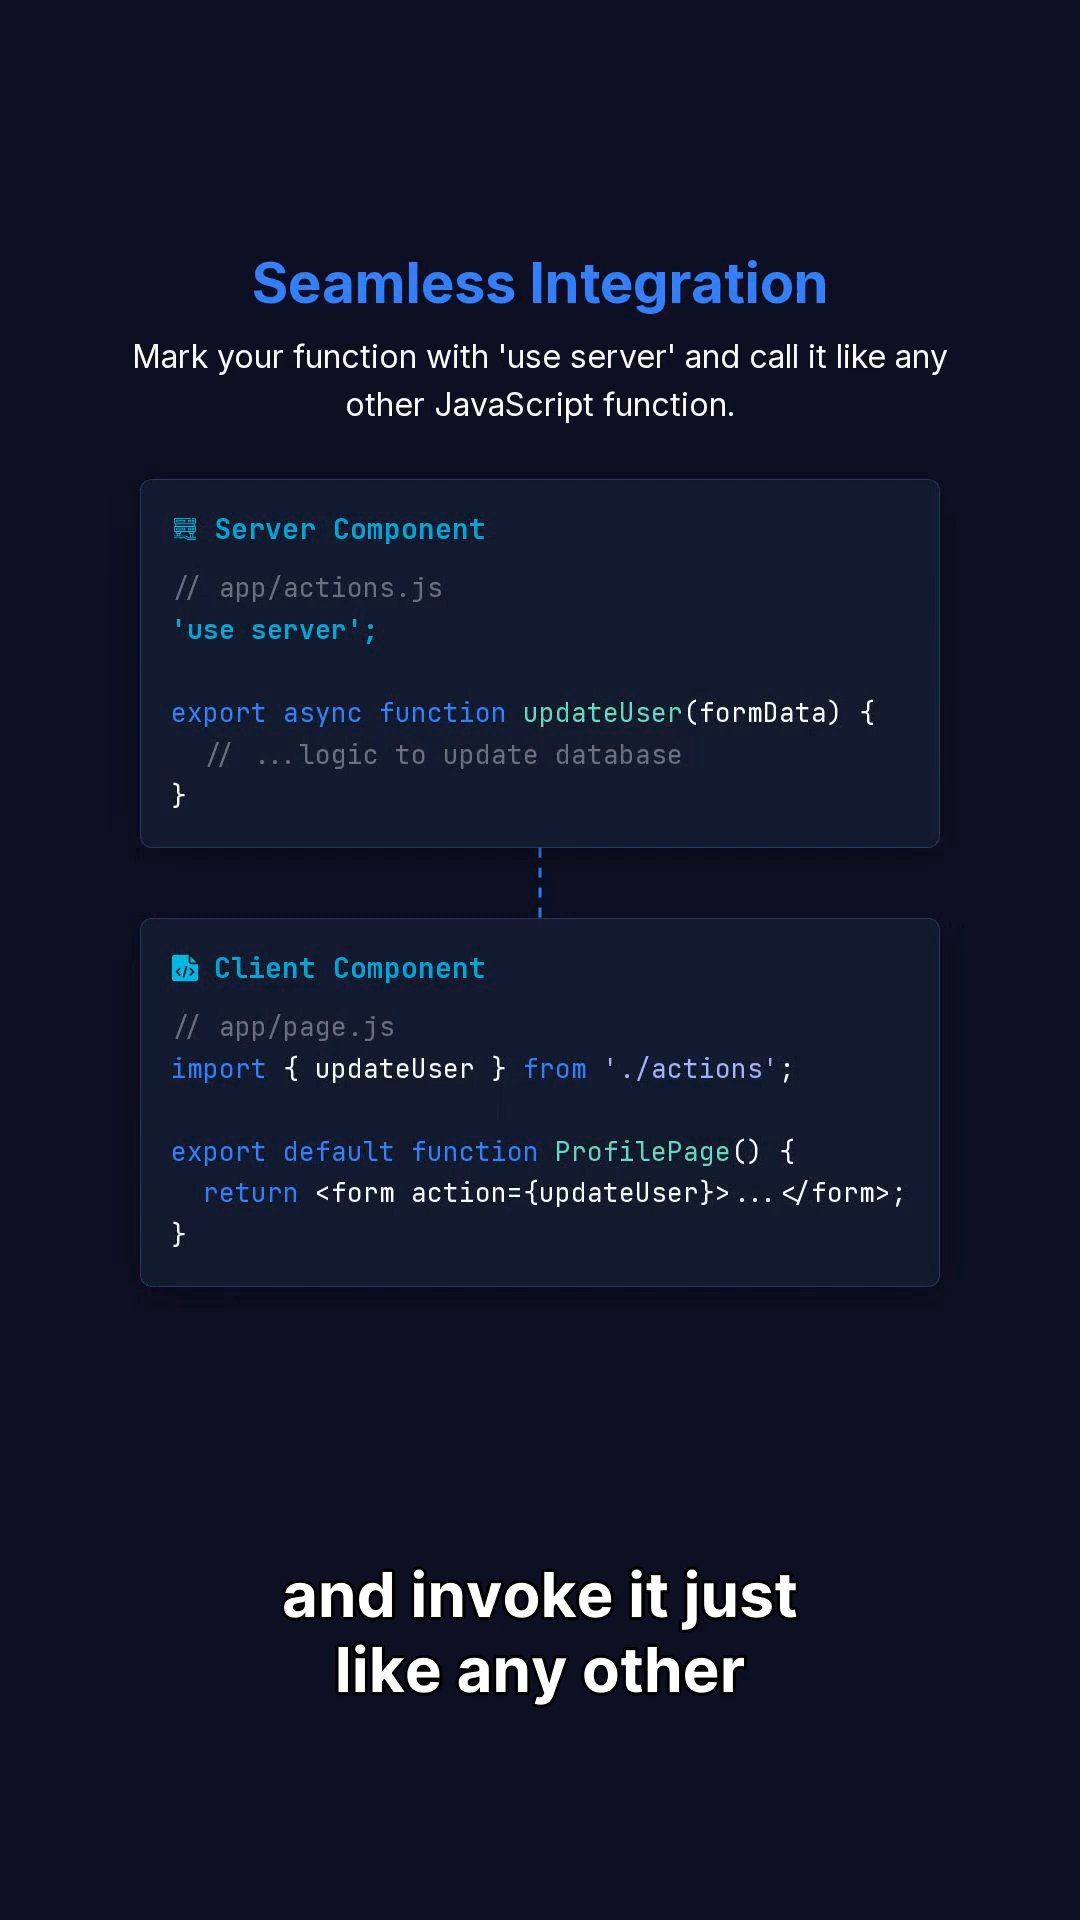 Seamless Integration
Mark your function with 'use server' and call it like any
other JavaScript function.
Server Component
// app/actions.js
'use server';
export async function updateUser(formData) {
  // ...logic to update database
}
Client Component
// app/page.js
import { updateUser } from './actions';
export default function ProfilePage() {
  return <form action={updateUser}>...</form>;
}
and invoke it just
like any other